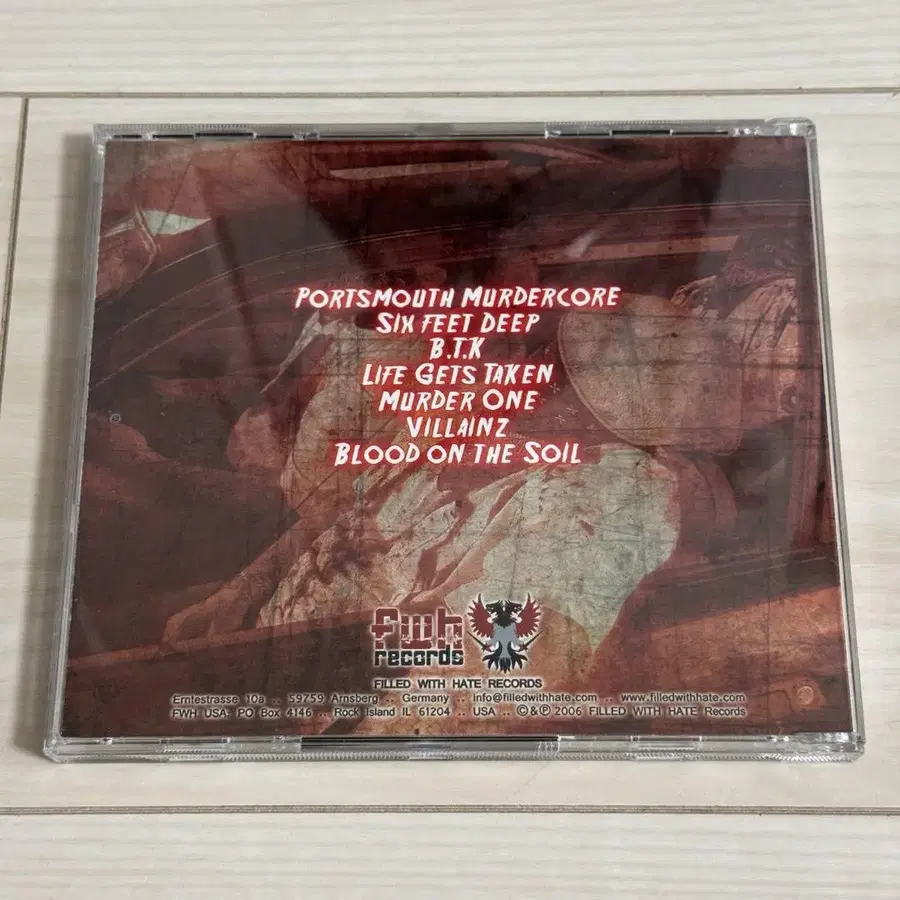 PORTSMOUTH MURDERCORE
SIX FEET DEEP
B.T.K
LIFE GETS TAKEN
MURDER ONE
VILLAINZ
BLOOD ON THE SOIL
fwh
records
FILLED WITH HATE RECORDS
Erntestrasse 10a .. 59759 Arnsberg .. Germany .. info@filledwithhate.com .. www.filledwithhate.com
FWH USA- PO Box 4146 .. Rock Island IL 61204 .. USA .. ©&℗ 2006 FILLED WITH HATE Records